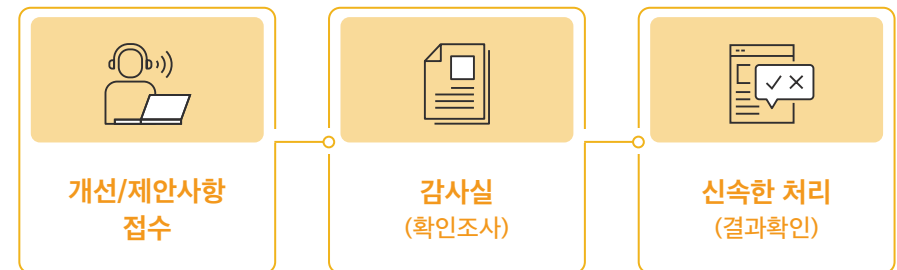 개선/제안사항
접수
감사실
(확인조사)
신속한 처리
(결과확인)